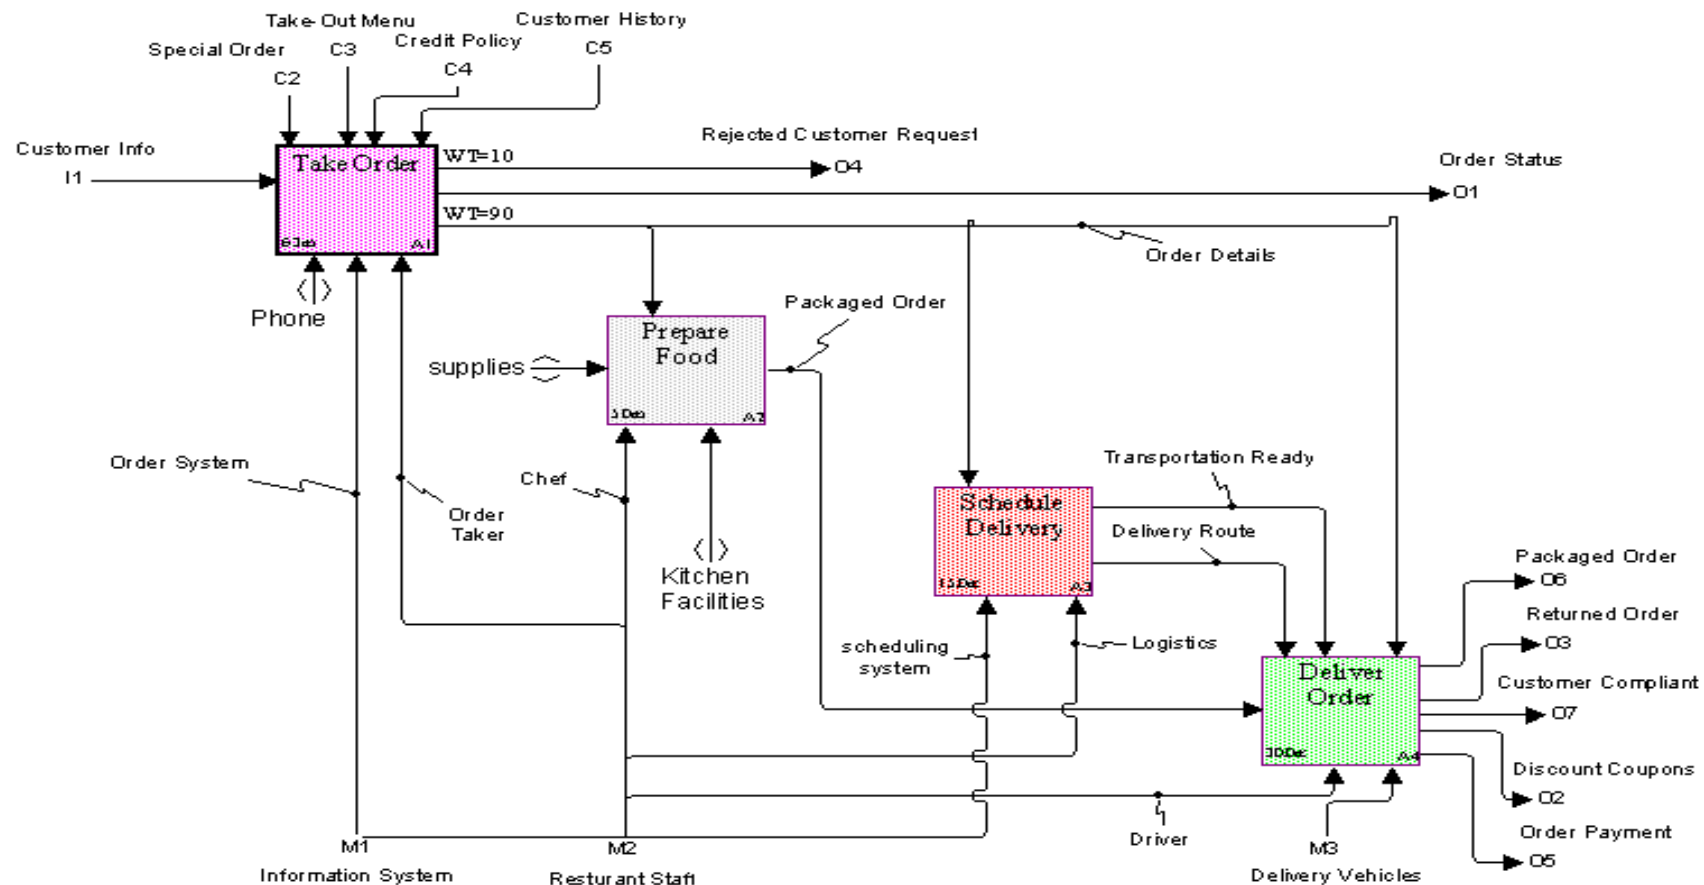 Take-Out Menu
Customer History
Special Order
C3
Credit Policy
C5
C2
C4
Customer Info
I1
Take Order
WT=10
Rejected Customer Request
O4
Order Status
O1
WT=90
A1
Order Details
Phone
Packaged Order
Prepare
Food
supplies
A2
Order System
Chef
Order
Taker
Transportation Ready
Schedule
Delivery
Delivery Route
Kitchen
Facilities
A3
Packaged Order
O6
Returned Order
O3
scheduling
system
Logistics
Deliver
Order
Customer Compliant
O7
A4
Discount Coupons
O2
Order Payment
O5
Driver
M1
M2
M3
Information System
Resturant Staff
Delivery Vehicles